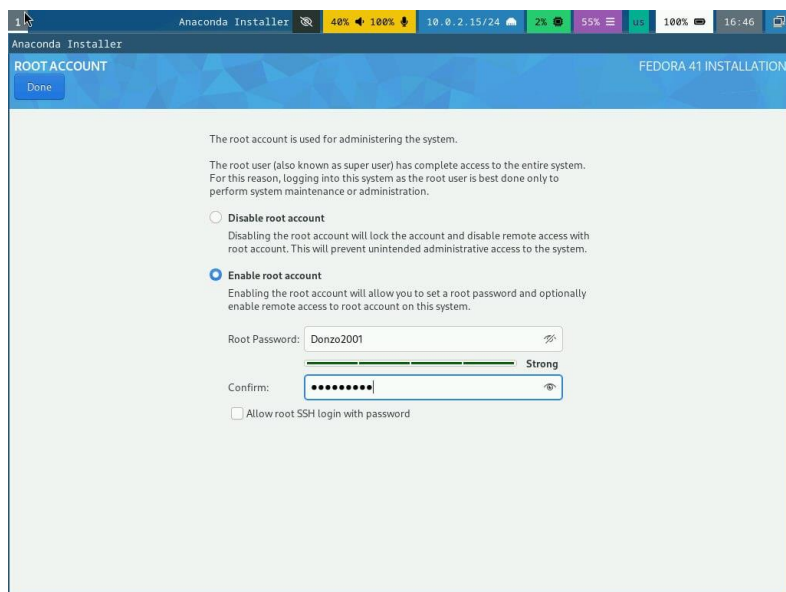 1 Anaconda Installer 40% 100% 10.0.2.15/24 2% 55% us 100% 16:46
Anaconda Installer
ROOT ACCOUNT FEDORA 41 INSTALLATION
Done
The root account is used for administering the system.
The root user (also known as super user) has complete access to the entire system.
For this reason, logging into this system as the root user is best done only to
perform system maintenance or administration.
Disable root account
Disabling the root account will lock the account and disable remote access with
root account. This will prevent unintended administrative access to the system.
Enable root account
Enabling the root account will allow you to set a root password and optionally
enable remote access to root account on this system.
Root Password: Donzo2001
Strong
Confirm: •••••••••
Allow root SSH login with password